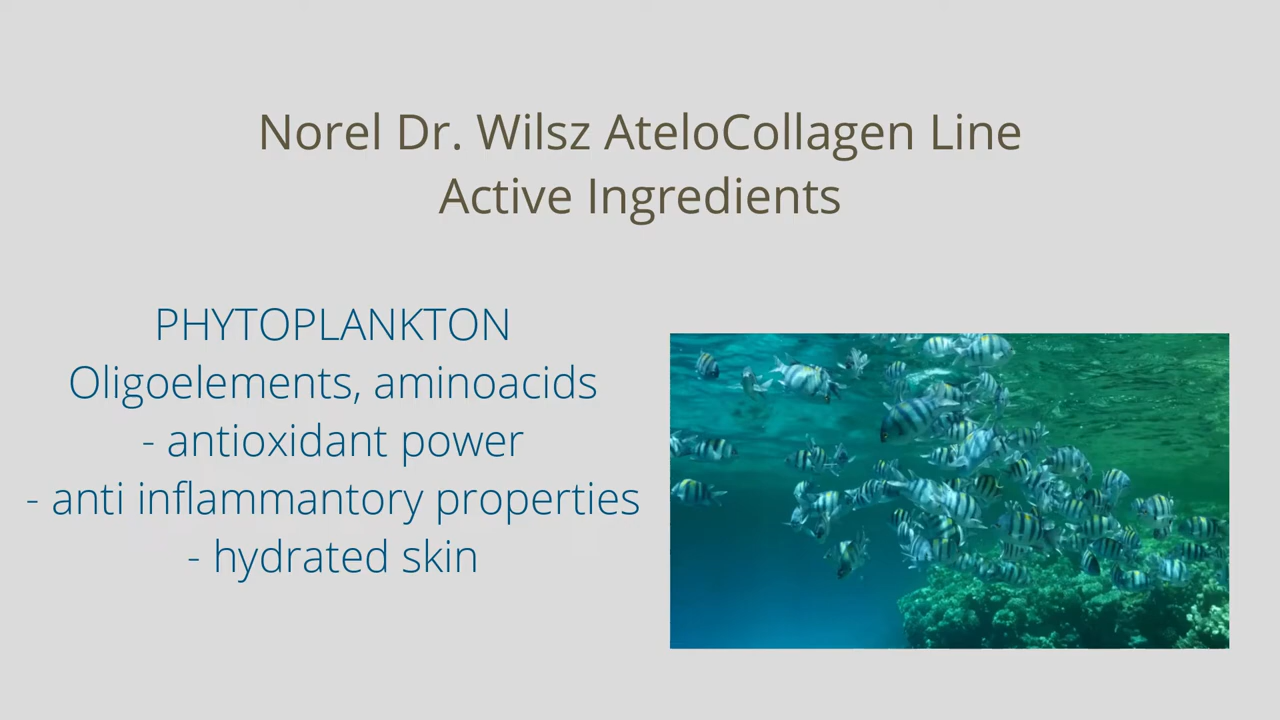 Norel Dr. Wilsz AteloCollagen Line
Active Ingredients
PHYTOPLANKTON
Oligoelements, aminoacids
- antioxidant power
- anti inflammantory properties
- hydrated skin